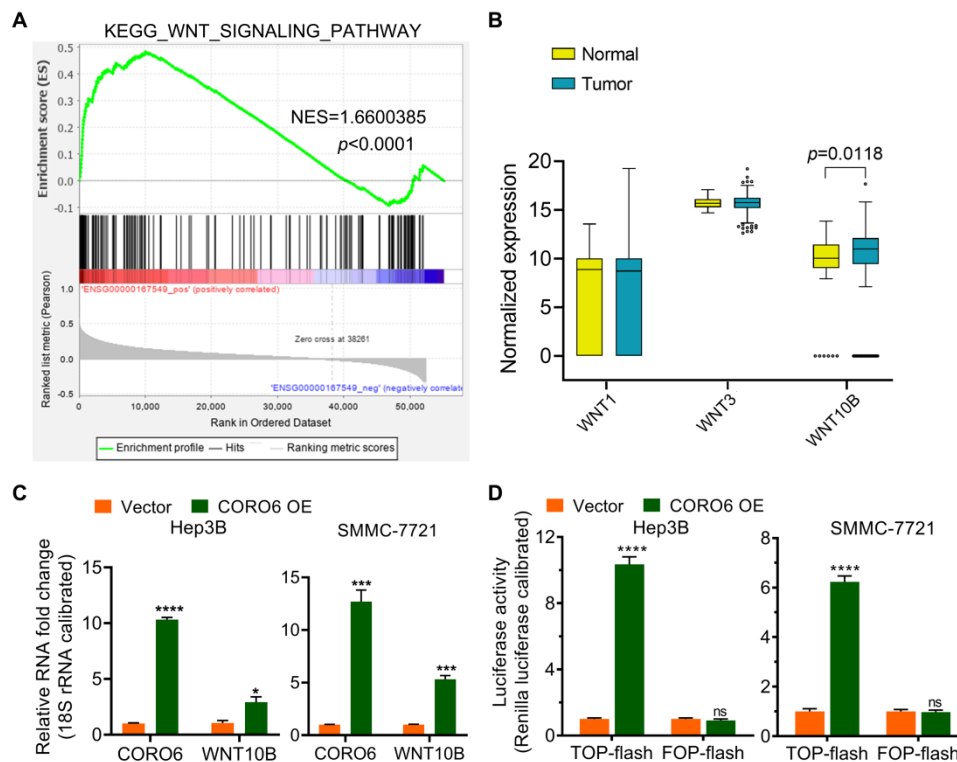 A
KEGG_WNT_SIGNALING_PATHWAY
Enrichment score (ES)
0.5
0.4
0.3
0.2
0.1
0.0
-0.1
NES=1.6600385
p<0.0001
Ranked list metric (Pearson)
1.0
0.5
0.0
-0.5
'ENSG00000167549_pos' (positively correlated)
Zero cross at 38261
'ENSG00000167549_neg' (negatively correlate
0
10,000
20,000
30,000
40,000
50,000
Rank in Ordered Dataset
Enrichment profile
Hits
Ranking metric scores
B
Normal
Tumor
Normalized expression
20
15
10
5
0
p=0.0118
WNT1
WNT3
WNT10B
C
Vector
CORO6 OE
Hep3B
SMMC-7721
Relative RNA fold change
(18S rRNA calibrated)
15
10
5
0
****
*
CORO6
WNT10B
15
10
5
0
***
***
CORO6
WNT10B
D
Vector
CORO6 OE
Hep3B
SMMC-7721
Luciferase activity
(Renilla luciferase calibrated)
12
8
4
0
****
ns
TOP-flash
FOP-flash
8
6
4
2
0
****
ns
TOP-flash
FOP-flash